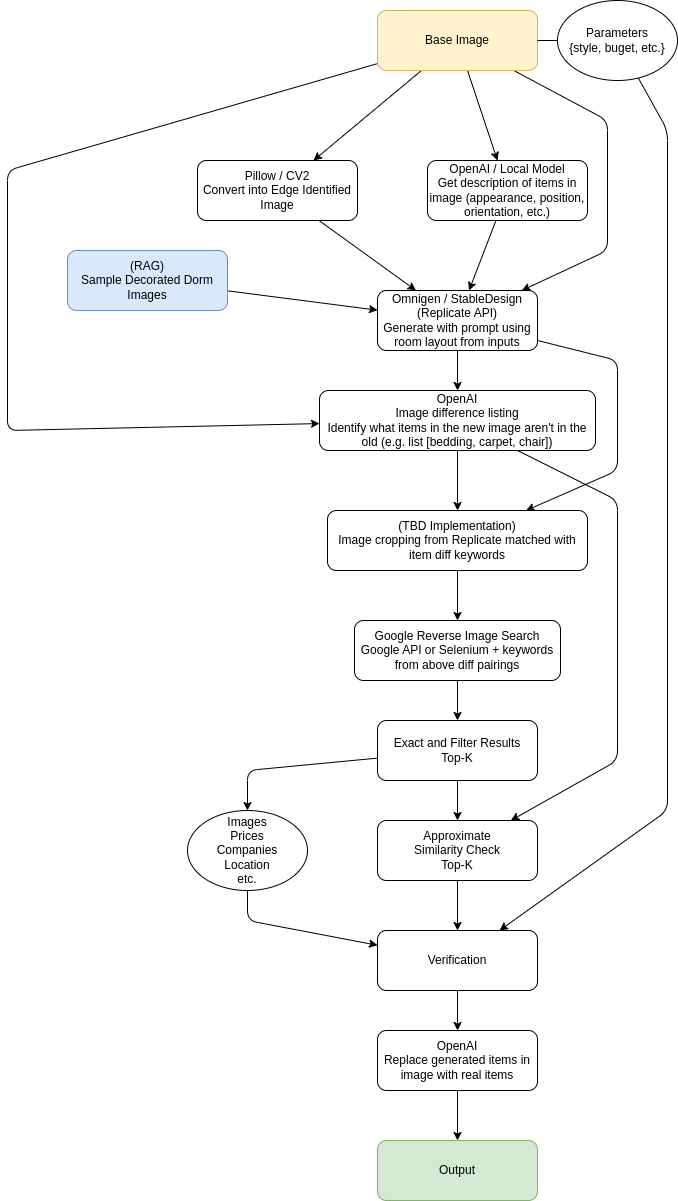 Base Image
Parameters
{style, buget, etc.}
Pillow / CV2
Convert into Edge Identified
Image
OpenAI / Local Model
Get description of items in
image (appearance, position,
orientation, etc.)
(RAG)
Sample Decorated Dorm
Images
Omnigen / StableDesign
(Replicate API)
Generate with prompt using
room layout from inputs
OpenAI
Image difference listing
Identify what items in the new image aren't in the
old (e.g. list [bedding, carpet, chair])
(TBD Implementation)
Image cropping from Replicate matched with
item diff keywords
Google Reverse Image Search
Google API or Selenium + keywords
from above diff pairings
Exact and Filter Results
Top-K
Images
Prices
Companies
Location
etc.
Approximate
Similarity Check
Top-K
Verification
OpenAI
Replace generated items in
image with real items
Output